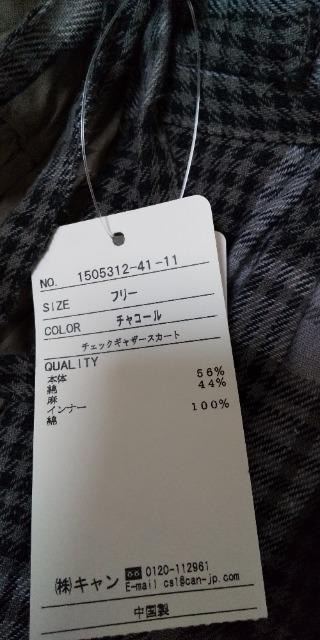 NO. 1505312-41-11
SIZE フリー
COLOR チャコール
チェックギャザースカート
QUALITY
本体
綿 56%
麻 44%
インナー
綿 100%
㈱キャン 0120-112961
E-mail cs1@can-jp.com
中国製